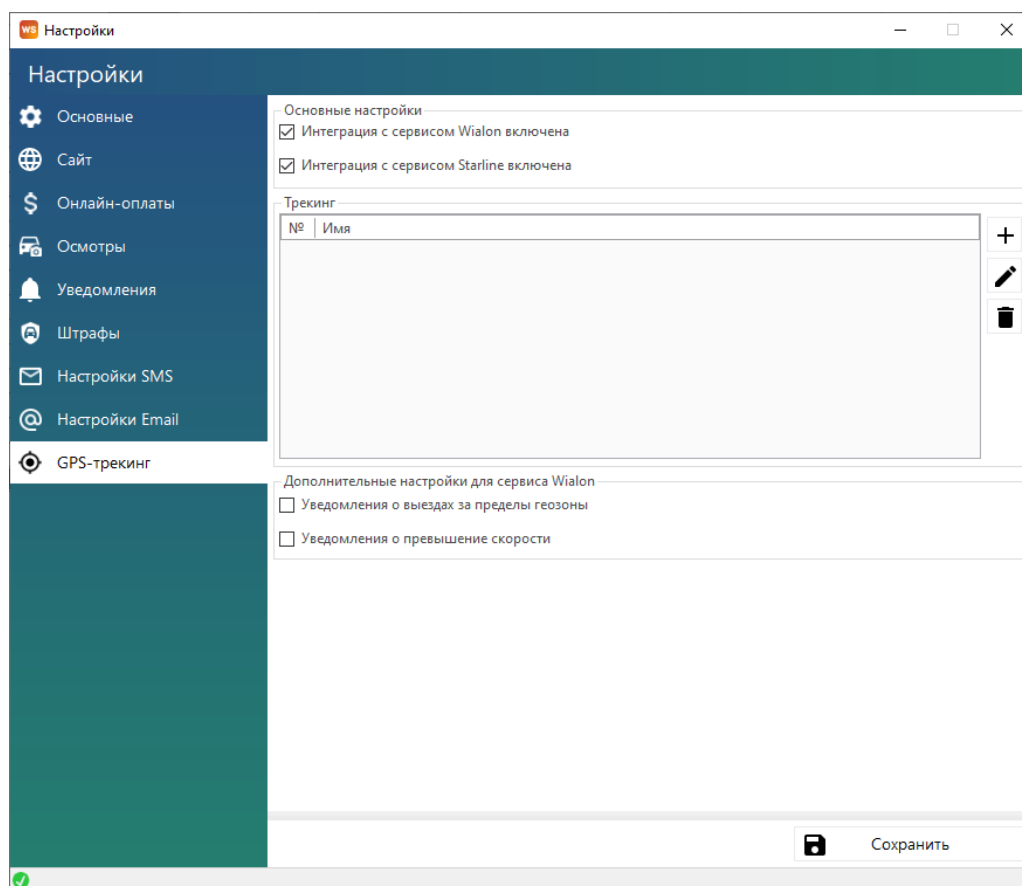 WS Настройки
Настройки
Основные
Сайт
Онлайн-оплаты
Осмотры
Уведомления
Штрафы
Настройки SMS
Настройки Email
GPS-трекинг
Основные настройки
Интеграция с сервисом Wialon включена
Интеграция с сервисом Starline включена
Трекинг
№ Имя
Дополнительные настройки для сервиса Wialon
Уведомления о выездах за пределы геозоны
Уведомления о превышение скорости
Сохранить